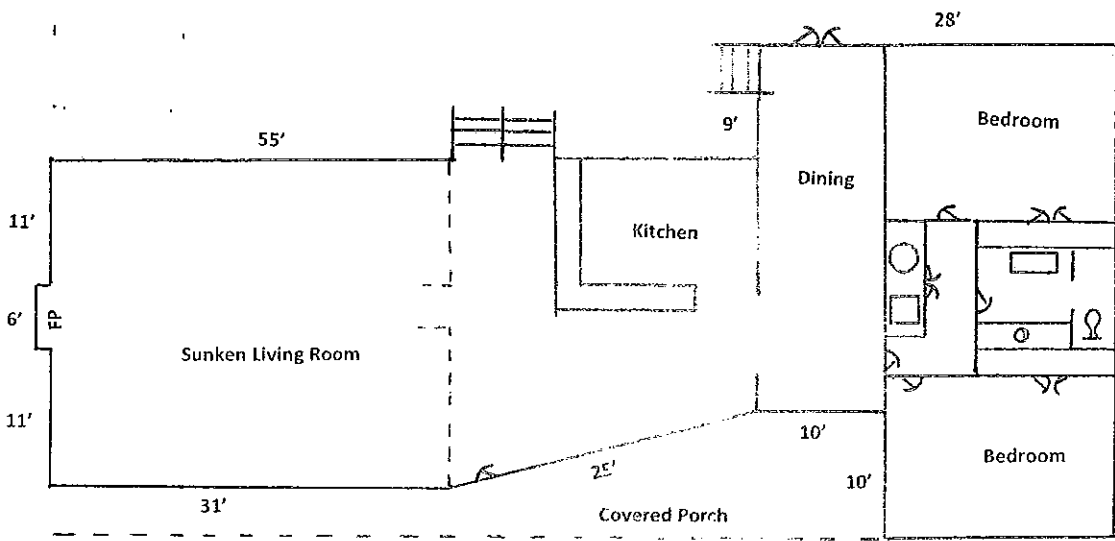 28'
Bedroom
9'
55'
Dining
11'
Kitchen
6'
FP
Sunken Living Room
11'
10'
25'
10'
Bedroom
31'
Covered Porch